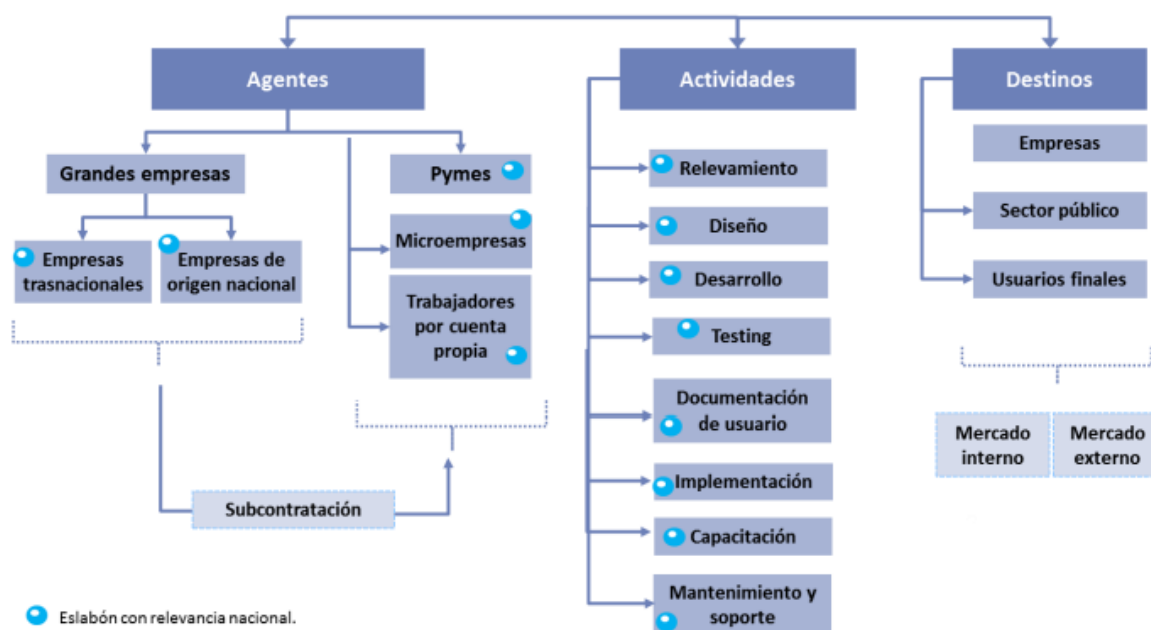 Agentes
Actividades
Destinos
Grandes empresas
Pymes
Empresas
trasnacionales
Empresas de
origen nacional
Microempresas
Trabajadores
por cuenta
propia
Subcontratación
Relevamiento
Diseño
Desarrollo
Testing
Documentación
de usuario
Implementación
Capacitación
Mantenimiento y
soporte
Empresas
Sector público
Usuarios finales
Mercado
interno
Mercado
externo
Eslabón con relevancia nacional.